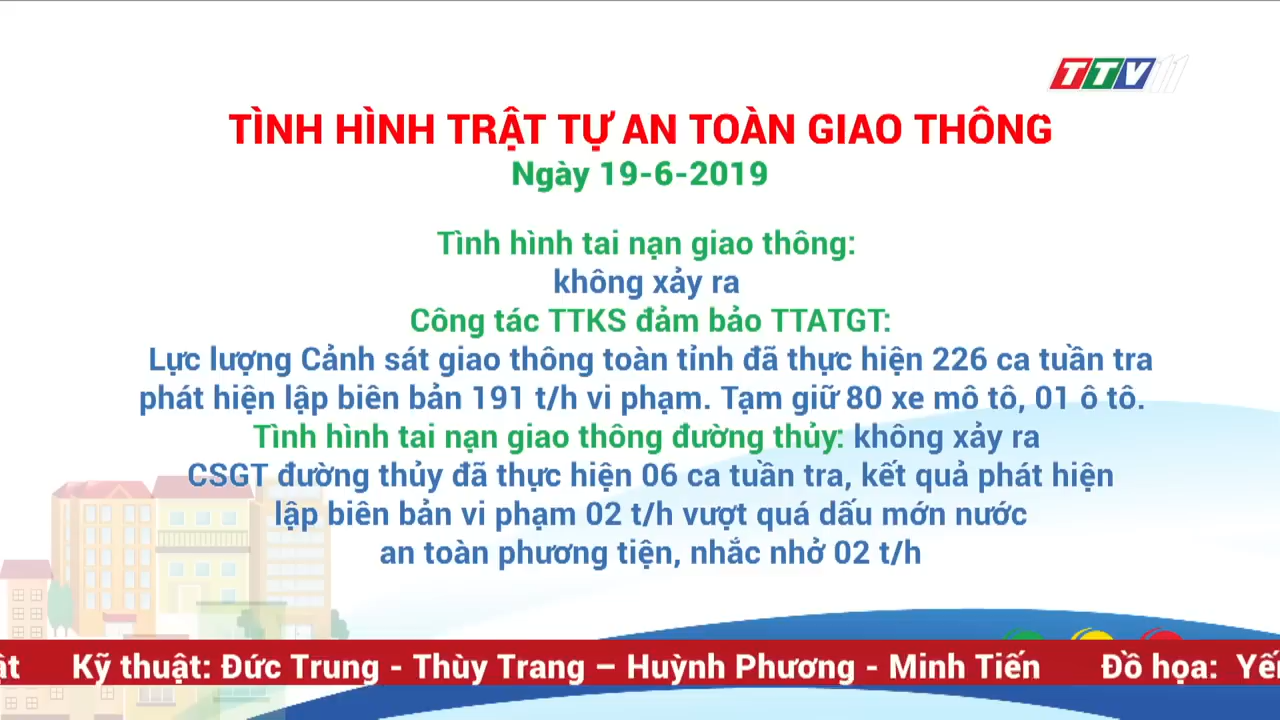 TTV11
TÌNH HÌNH TRẬT TỰ AN TOÀN GIAO THÔNG
Ngày 19-6-2019
Tình hình tai nạn giao thông:
không xảy ra
Công tác TTKS đảm bảo TTATGT:
Lực lượng Cảnh sát giao thông toàn tỉnh đã thực hiện 226 ca tuần tra
phát hiện lập biên bản 191 t/h vi phạm. Tạm giữ 80 xe mô tô, 01 ô tô.
Tình hình tai nạn giao thông đường thủy: không xảy ra
CSGT đường thủy đã thực hiện 06 ca tuần tra, kết quả phát hiện
lập biên bản vi phạm 02 t/h vượt quá dấu mớn nước
an toàn phương tiện, nhắc nhở 02 t/h
Kỹ thuật: Đức Trung - Thùy Trang – Huỳnh Phương - Minh Tiến Đồ họa: